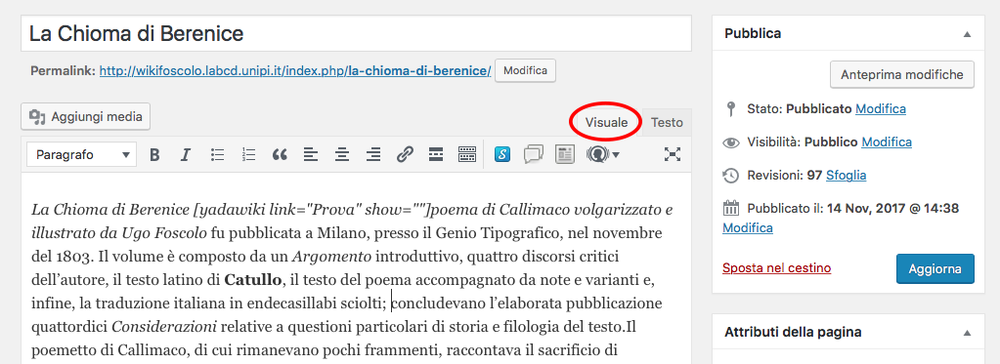 La Chioma di Berenice
Permalink: http://wikifoscolo.labcd.unipi.it/index.php/la-chioma-di-berenice/ Modifica
Aggiungi media
Visuale Testo
Paragrafo
B I
La Chioma di Berenice [yadawiki link="Prova" show=""]poema di Callimaco volgarizzato e
illustrato da Ugo Foscolo fu pubblicata a Milano, presso il Genio Tipografico, nel novembre
del 1803. Il volume è composto da un Argomento introduttivo, quattro discorsi critici
dell'autore, il testo latino di Catullo, il testo del poema accompagnato da note e varianti e,
infine, la traduzione italiana in endecasillabi sciolti; concludevano l'elaborata pubblicazione
quattordici Considerazioni relative a questioni particolari di storia e filologia del testo.Il
poemetto di Callimaco, di cui rimanevano pochi frammenti, raccontava il sacrificio di
Pubblica
Anteprima modifiche
Stato: Pubblicato Modifica
Visibilità: Pubblico Modifica
Revisioni: 97 Sfoglia
Pubblicato il: 14 Nov, 2017 @ 14:38
Modifica
Sposta nel cestino Aggiorna
Attributi della pagina